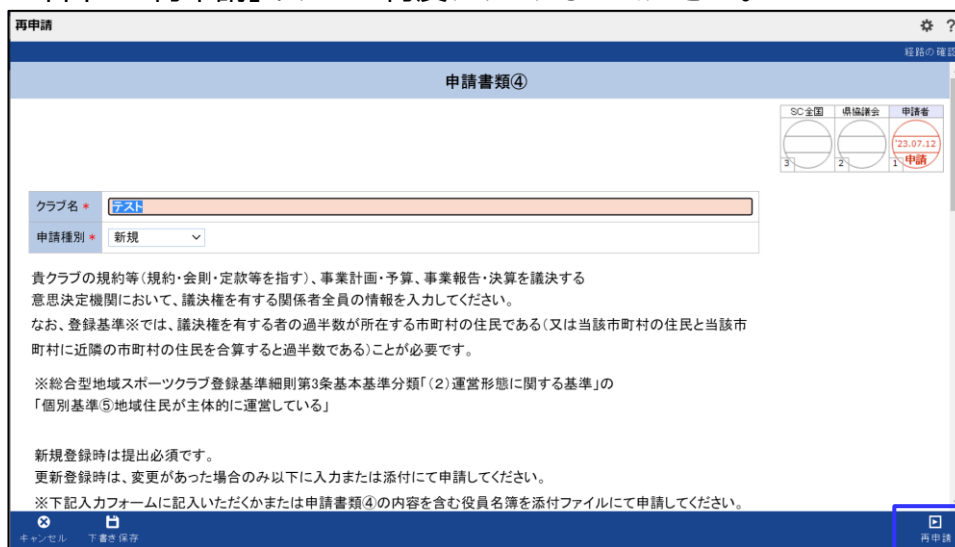 再申請
経路の確認
申請書類④
SC全国 県協議会 申請者
'23.07.12
3 2 1 申請
クラブ名 * テスト
申請種別 * 新規
貴クラブの規約等(規約・会則・定款等を指す)、事業計画・予算、事業報告・決算を議決する
意思決定機関において、議決権を有する関係者全員の情報を入力してください。
なお、登録基準※では、議決権を有する者の過半数が所在する市町村の住民である(又は当該市町村の住民と当該市
町村に近隣の市町村の住民を合算すると過半数である)ことが必要です。
※総合型地域スポーツクラブ登録基準細則第3条基本基準分類「(2)運営形態に関する基準」の
「個別基準⑤地域住民が主体的に運営している」
新規登録時は提出必須です。
更新登録時は、変更があった場合のみ以下に入力または添付にて申請してください。
※下記入力フォームに記入いただくかまたは申請書類④の内容を含む役員名簿を添付ファイルにて申請してください。
キャンセル 下書き保存 再申請